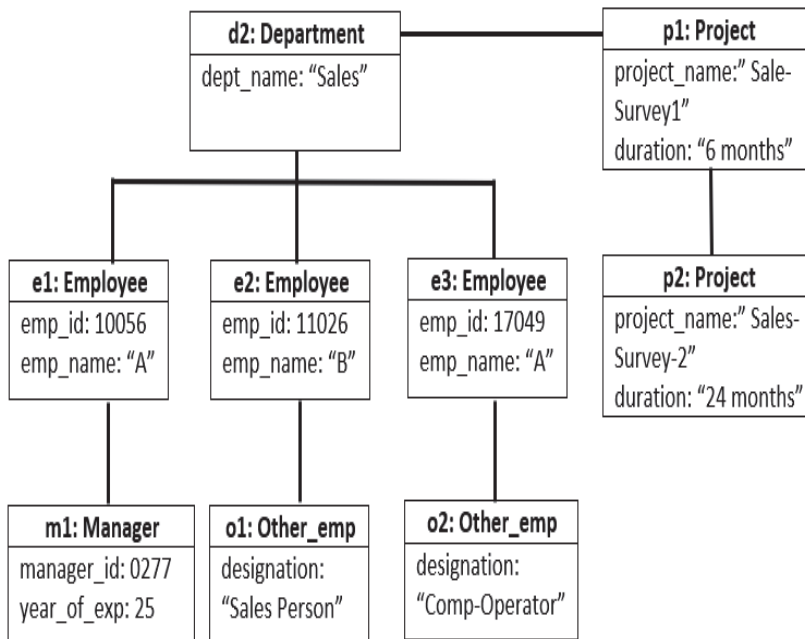 d2: Department
dept_name: “Sales”
p1: Project
project_name:” Sale-
Survey1”
duration: “6 months”
e1: Employee
emp_id: 10056
emp_name: “A”
e2: Employee
emp_id: 11026
emp_name: “B”
e3: Employee
emp_id: 17049
emp_name: “A”
p2: Project
project_name:” Sales-
Survey-2”
duration: “24 months”
m1: Manager
manager_id: 0277
year_of_exp: 25
o1: Other_emp
designation:
“Sales Person”
o2: Other_emp
designation:
“Comp-Operator”